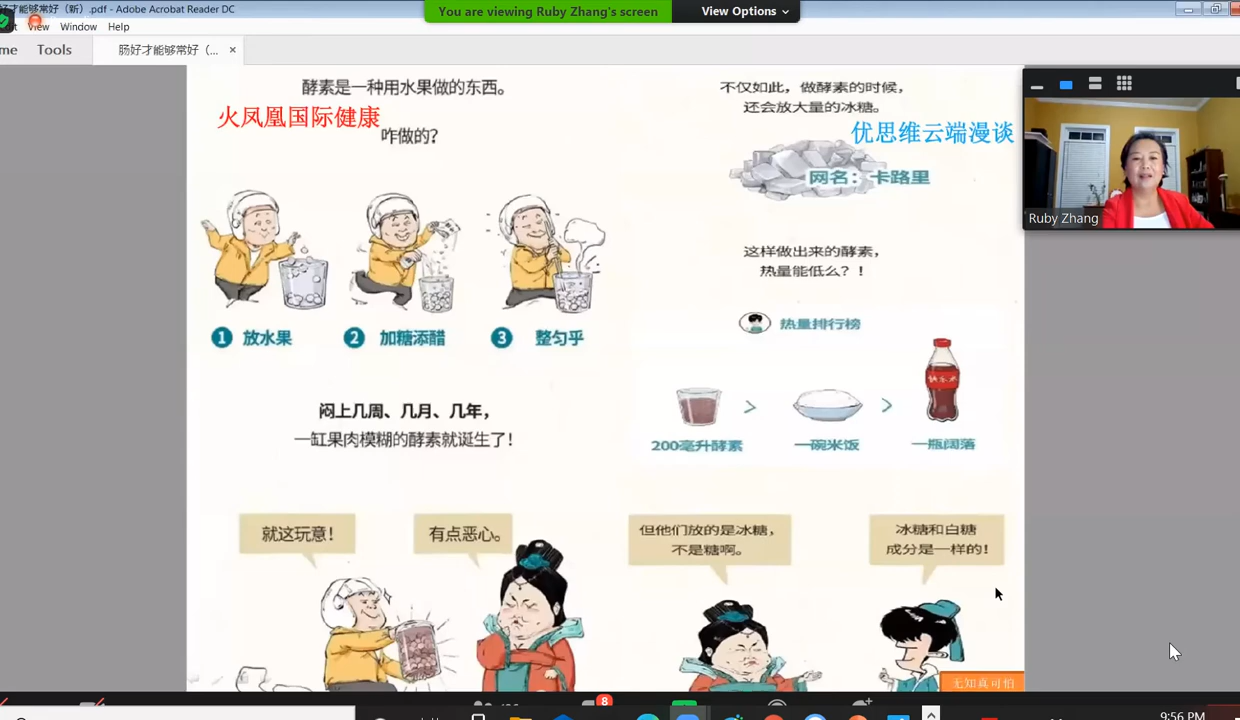 好才能够常好（新）.pdf - Adobe Acrobat Reader DC
You are viewing Ruby Zhang's screen
View Options
View Window Help
me Tools
肠好才能够常好（...
酵素是一种用水果做的东西。
火凤凰国际健康
咋做的？
1 放水果
2 加糖添醋
3 整匀乎
闷上几周、几月、几年，
一缸果肉模糊的酵素就诞生了！
就这玩意！
有点恶心。
不仅如此，做酵素的时候，
还会放大量的冰糖。
优思维云端漫谈
网名：卡路里
这样做出来的酵素，
热量能低么？！
热量排行榜
快乐水
200毫升酵素 > 一碗米饭 > 一瓶阔落
但他们放的是冰糖，
不是糖啊。
冰糖和白糖
成分是一样的！
无知真可怕
Ruby Zhang
8
9:56 PM